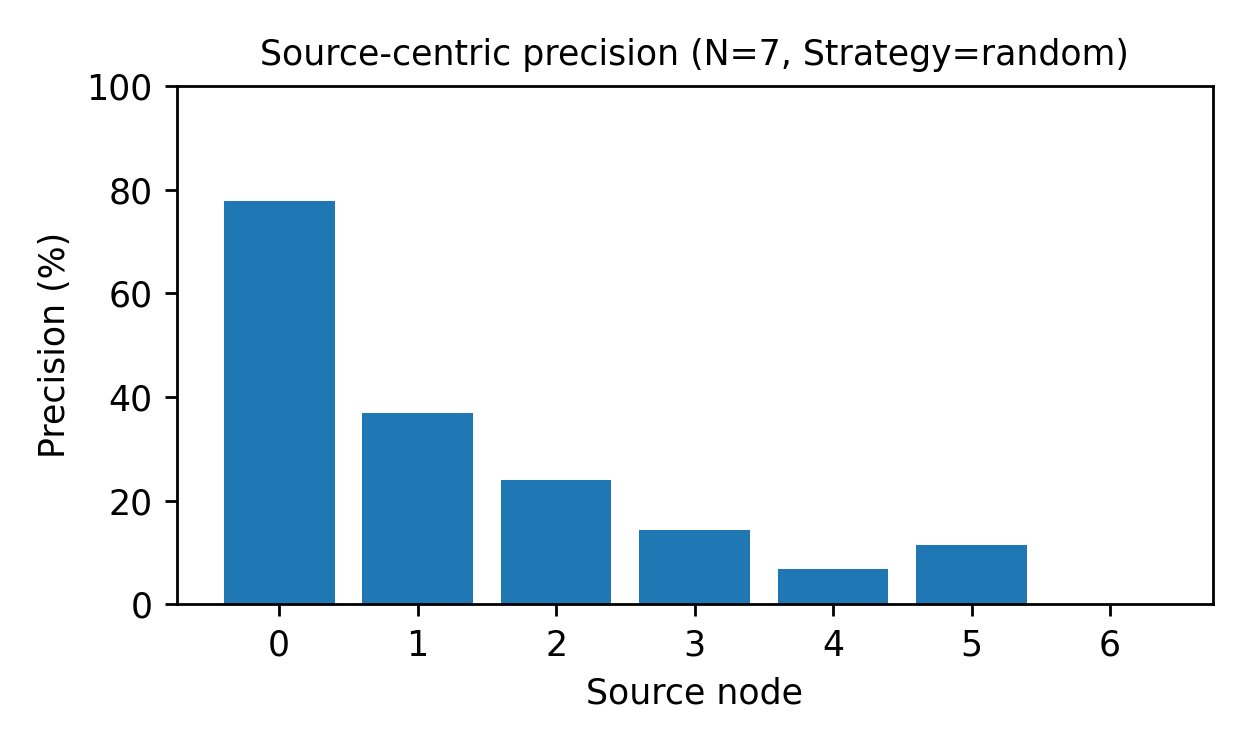 Source-centric precision (N=7, Strategy=random)
Precision (%)
100
80
60
40
20
0
0 1 2 3 4 5 6
Source node